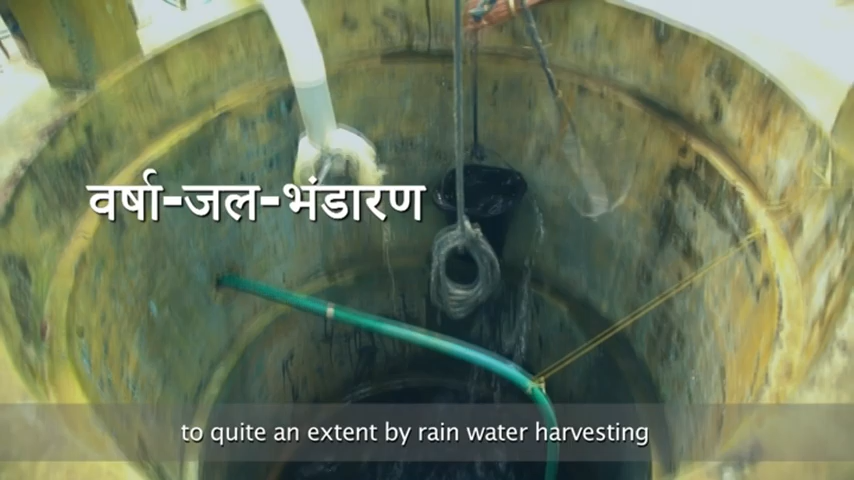 वर्षा-जल-भंडारण
to quite an extent by rain water harvesting